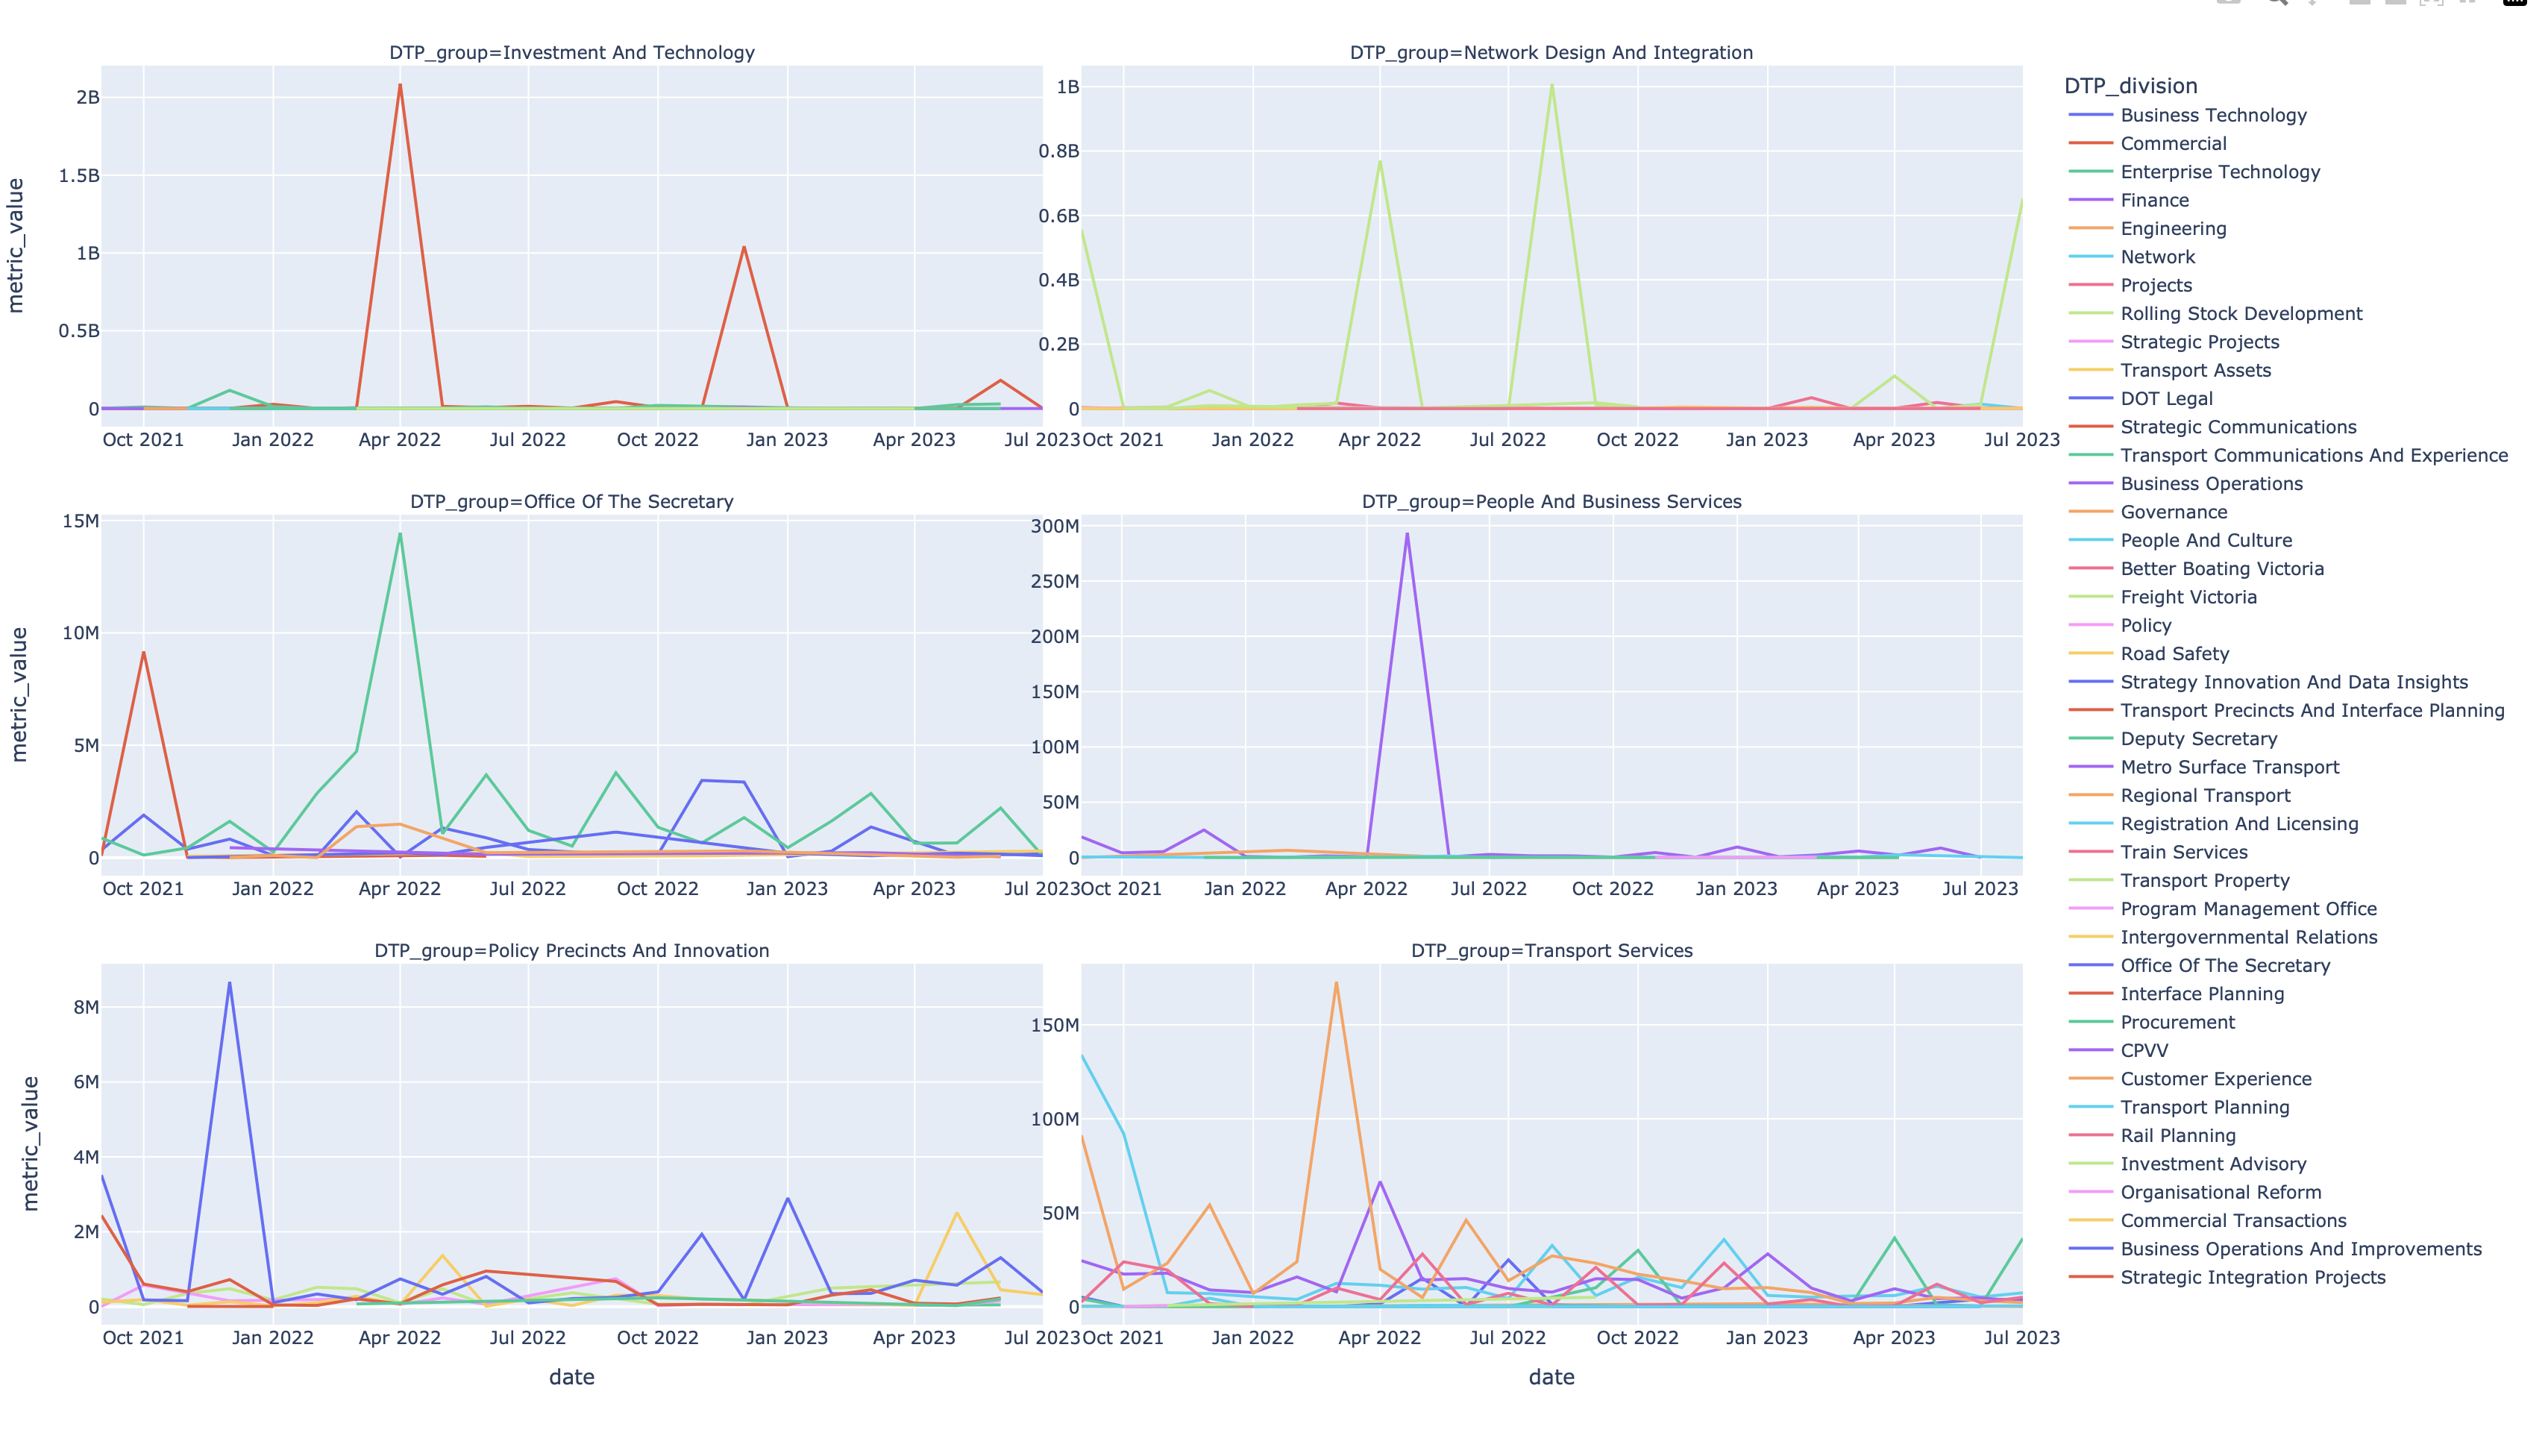 DTP_group=Investment And Technology
DTP_group=Network Design And Integration
metric_value
2B
1.5B
1B
0.5B
0
Oct 2021 Jan 2022 Apr 2022 Jul 2022 Oct 2022 Jan 2023 Apr 2023 Jul 2023
1B
0.8B
0.6B
0.4B
0.2B
0
Oct 2021 Jan 2022 Apr 2022 Jul 2022 Oct 2022 Jan 2023 Apr 2023 Jul 2023
DTP_group=Office Of The Secretary
DTP_group=People And Business Services
metric_value
15M
10M
5M
0
Oct 2021 Jan 2022 Apr 2022 Jul 2022 Oct 2022 Jan 2023 Apr 2023 Jul 2023
300M
250M
200M
150M
100M
50M
0
Oct 2021 Jan 2022 Apr 2022 Jul 2022 Oct 2022 Jan 2023 Apr 2023 Jul 2023
DTP_group=Policy Precincts And Innovation
DTP_group=Transport Services
metric_value
8M
6M
4M
2M
0
Oct 2021 Jan 2022 Apr 2022 Jul 2022 Oct 2022 Jan 2023 Apr 2023 Jul 2023
date
150M
100M
50M
0
Oct 2021 Jan 2022 Apr 2022 Jul 2022 Oct 2022 Jan 2023 Apr 2023 Jul 2023
date
DTP_division
Business Technology
Commercial
Enterprise Technology
Finance
Engineering
Network
Projects
Rolling Stock Development
Strategic Projects
Transport Assets
DOT Legal
Strategic Communications
Transport Communications And Experience
Business Operations
Governance
People And Culture
Better Boating Victoria
Freight Victoria
Policy
Road Safety
Strategy Innovation And Data Insights
Transport Precincts And Interface Planning
Deputy Secretary
Metro Surface Transport
Regional Transport
Registration And Licensing
Train Services
Transport Property
Program Management Office
Intergovernmental Relations
Office Of The Secretary
Interface Planning
Procurement
CPVV
Customer Experience
Transport Planning
Rail Planning
Investment Advisory
Organisational Reform
Commercial Transactions
Business Operations And Improvements
Strategic Integration Projects